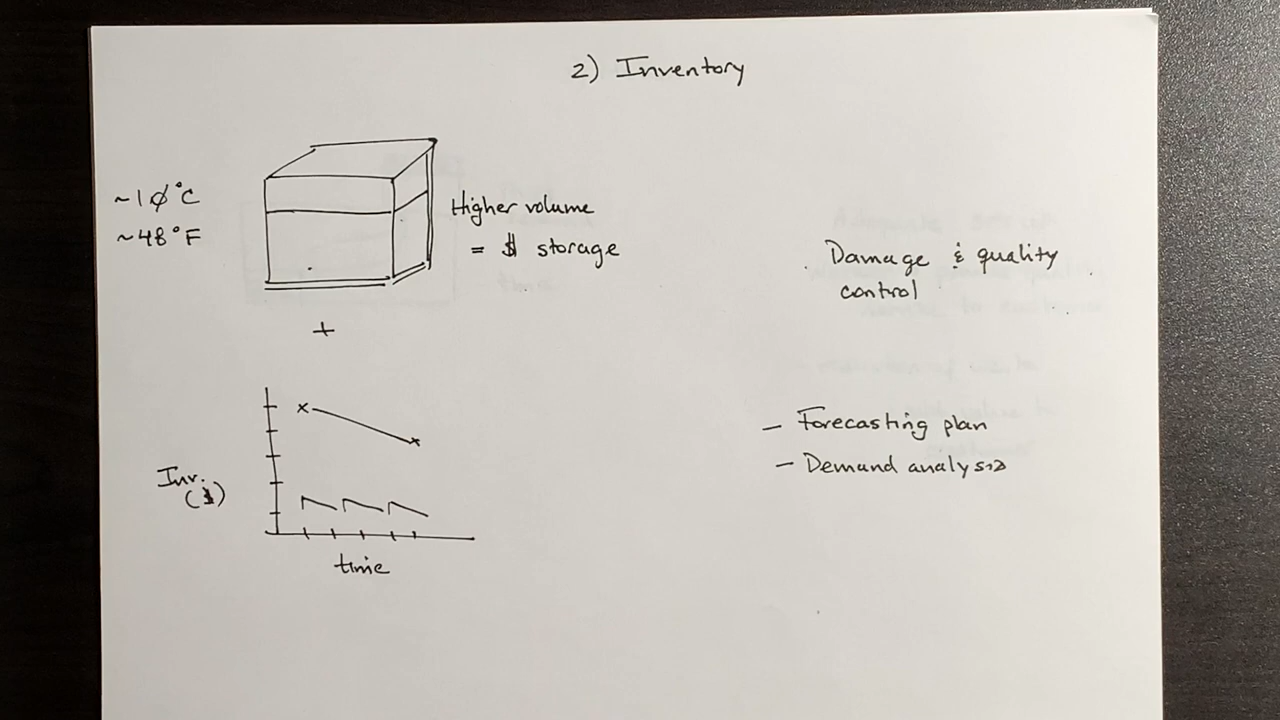 2) Inventory
~10°C
~48°F
Higher volume
= $ storage
Damage & quality
control
+
Inv.
($)
time
- Forecasting plan
- Demand analysis